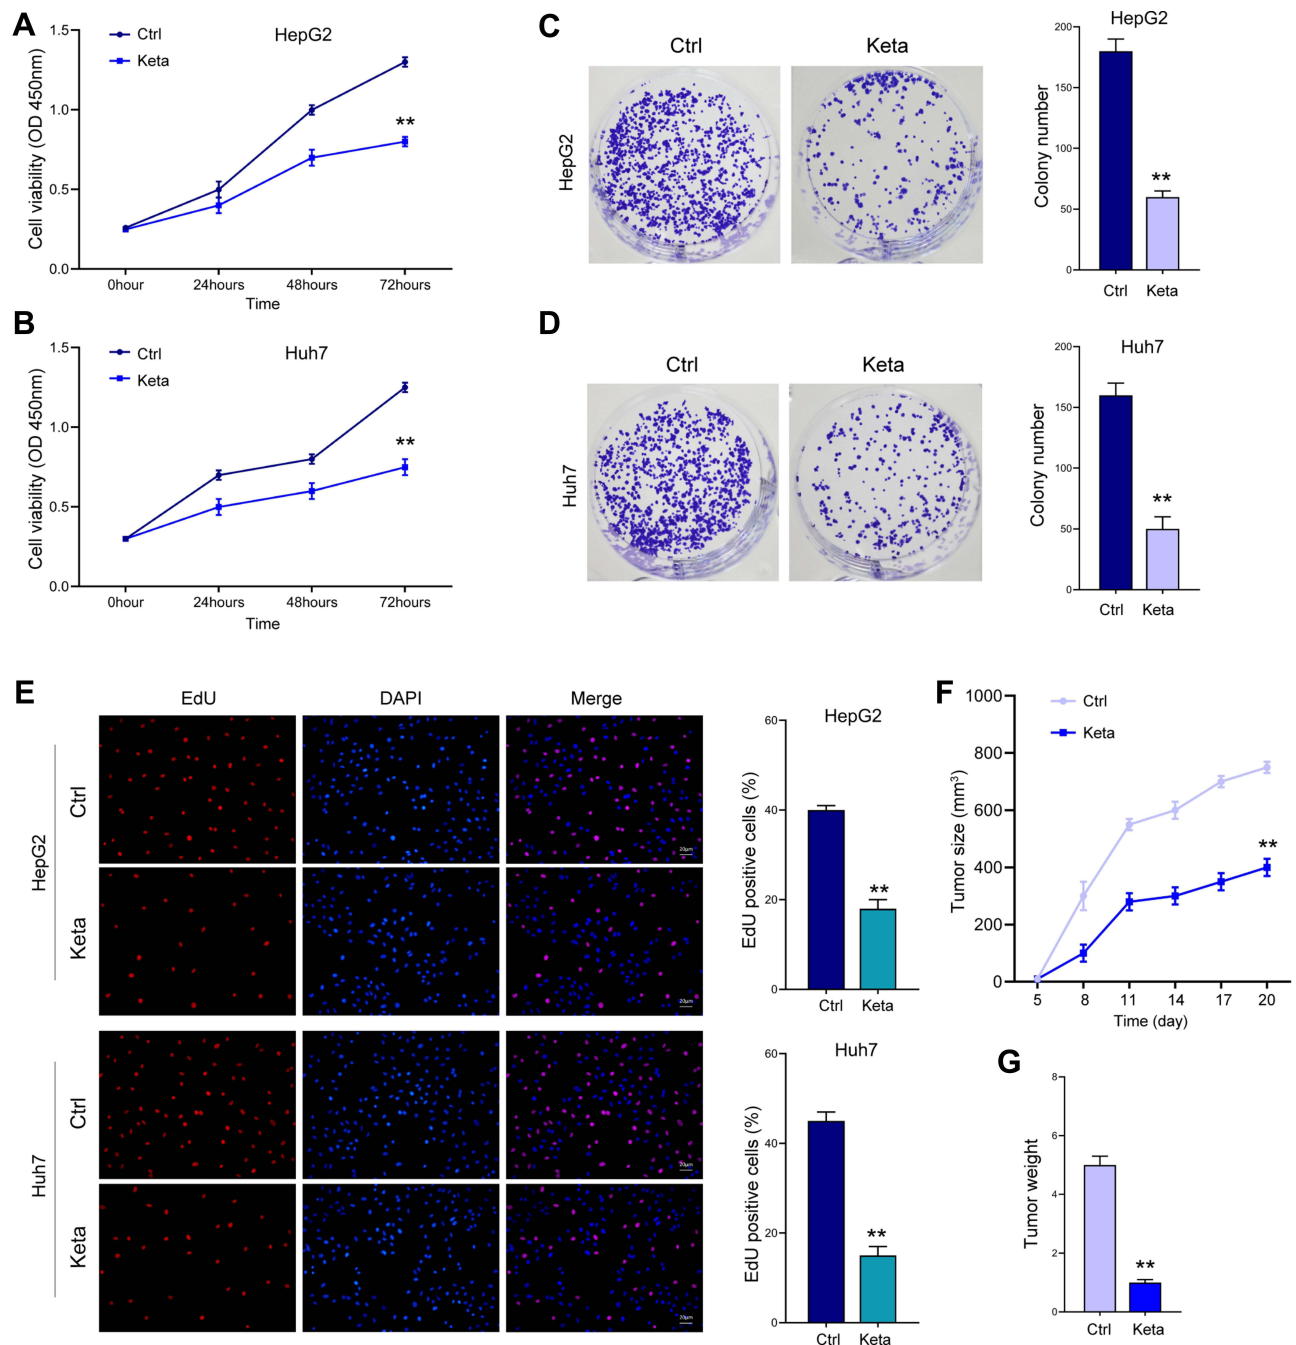 A
HepG2
Ctrl
Keta
Cell viability (OD 450nm)
1.5
1.0
0.5
0.0
0hour 24hours 48hours 72hours
Time
**
B
Huh7
Ctrl
Keta
Cell viability (OD 450nm)
1.5
1.0
0.5
0.0
0hour 24hours 48hours 72hours
Time
**
C
Ctrl Keta
HepG2
HepG2
Colony number
200
150
100
50
0
**
Ctrl Keta
D
Ctrl Keta
Huh7
Huh7
Colony number
200
150
100
50
0
**
Ctrl Keta
E
EdU DAPI Merge
HepG2
Ctrl
20μm
Keta
20μm
Huh7
Ctrl
20μm
Keta
20μm
HepG2
EdU positive cells (%)
60
40
20
0
**
Ctrl Keta
Huh7
EdU positive cells (%)
60
40
20
0
**
Ctrl Keta
F
Ctrl
Keta
Tumor size (mm³)
1000
800
600
400
200
0
5 8 11 14 17 20
Time (day)
**
G
Tumor weight
8
6
4
2
0
**
Ctrl Keta